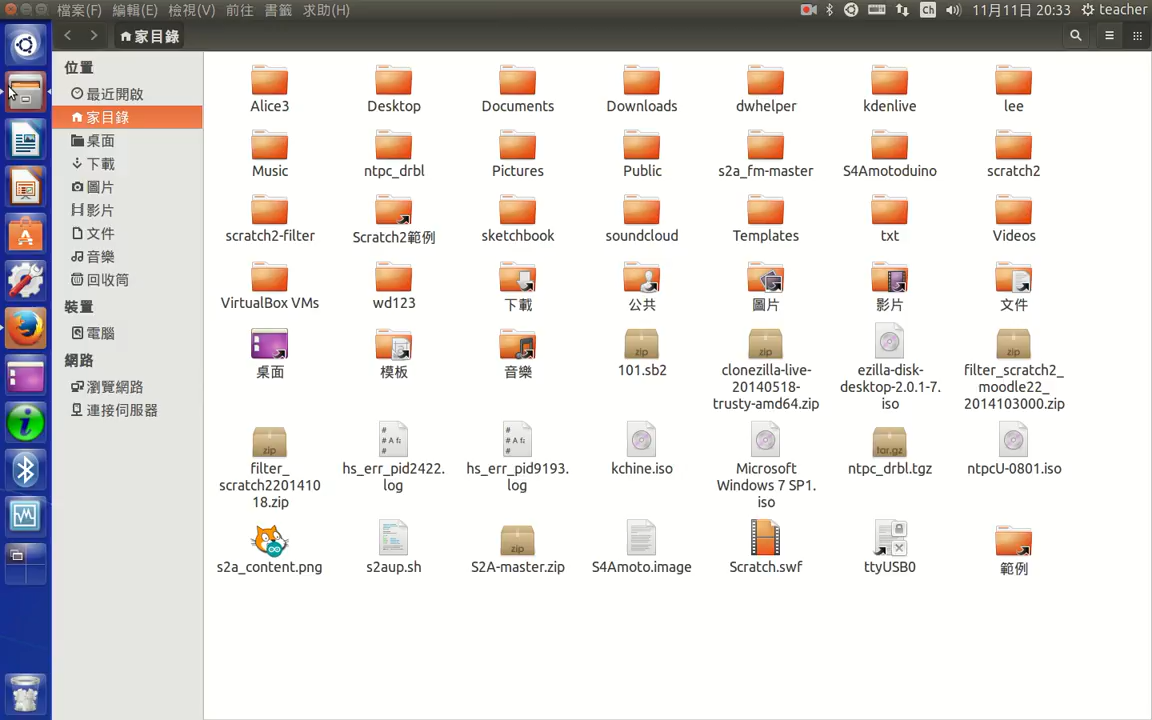 檔案(F) 編輯(E) 檢視(V) 前往 書籤 求助(H)
Ch 11月11日 20:33 teacher
家目錄
位置
最近開啟
家目錄
桌面
下載
圖片
影片
文件
音樂
回收筒
裝置
電腦
網路
瀏覽網路
連接伺服器
Alice3 Desktop Documents Downloads dwhelper kdenlive lee
Music ntpc_drbl Pictures Public s2a_fm-master S4Amotoduino scratch2
scratch2-filter Scratch2範例 sketchbook soundcloud Templates txt Videos
VirtualBox VMs wd123 下載 公共 圖片 影片 文件
桌面 模板 音樂
zip
101.sb2
zip
clonezilla-live-
20140518-
trusty-amd64.zip
ezilla-disk-
desktop-2.0.1-7.
iso
zip
filter_scratch2_
moodle22_
2014103000.zip
zip
filter_
scratch2201410
18.zip
hs_err_pid2422.
log
hs_err_pid9193.
log
kchine.iso
Microsoft
Windows 7 SP1.
iso
tar.gz
ntpc_drbl.tgz
ntpcU-0801.iso
s2a_content.png
s2aup.sh
zip
S2A-master.zip
S4Amoto.image
Scratch.swf
ttyUSB0
範例